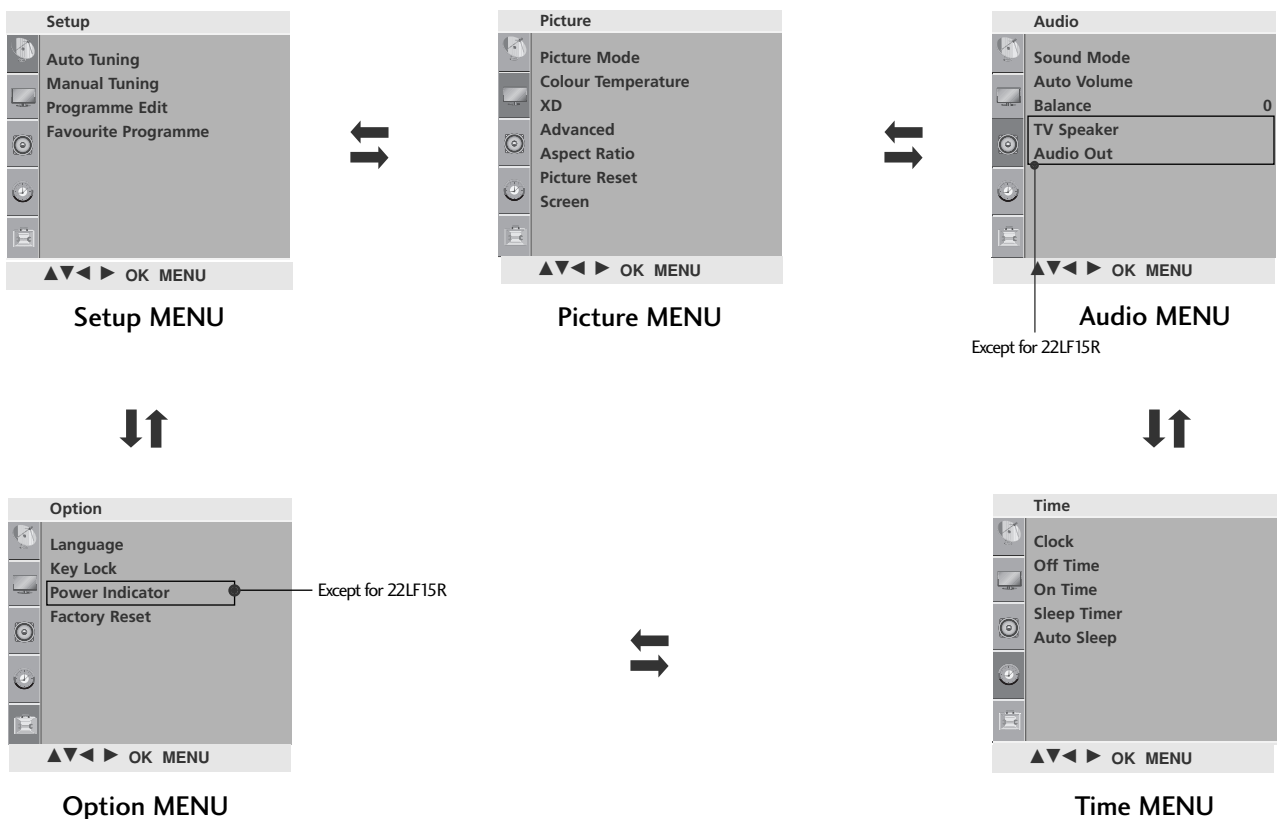 Setup
Auto Tuning
Manual Tuning
Programme Edit
Favourite Programme
▲▼◄ ► OK MENU
Setup MENU
Picture
Picture Mode
Colour Temperature
XD
Advanced
Aspect Ratio
Picture Reset
Screen
▲▼◄ ► OK MENU
Picture MENU
Audio
Sound Mode
Auto Volume
Balance 0
TV Speaker
Audio Out
▲▼◄ ► OK MENU
Audio MENU
Except for 22LF15R
Option
Language
Key Lock
Power Indicator
Factory Reset
▲▼◄ ► OK MENU
Option MENU
Except for 22LF15R
Time
Clock
Off Time
On Time
Sleep Timer
Auto Sleep
▲▼◄ ► OK MENU
Time MENU